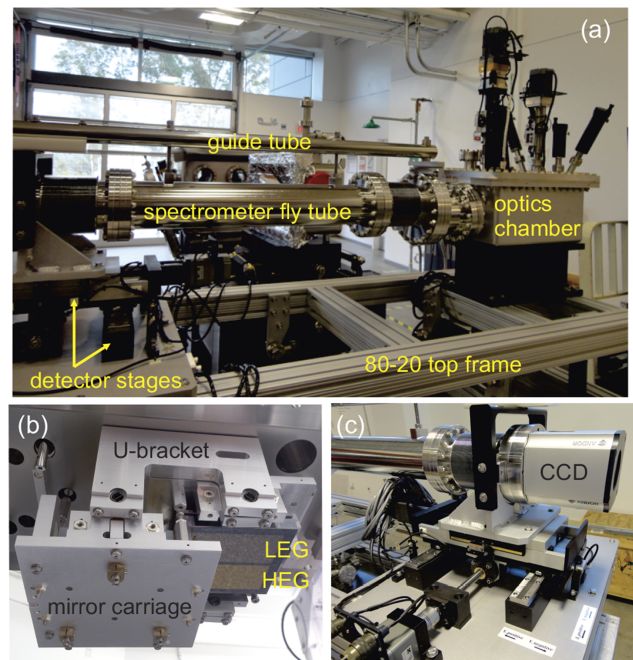 (a)
guide tube
spectrometer fly tube
optics
chamber
detector stages
80-20 top frame
(b)
U-bracket
LEG
HEG
mirror carriage
(c)
CCD
ANDOR